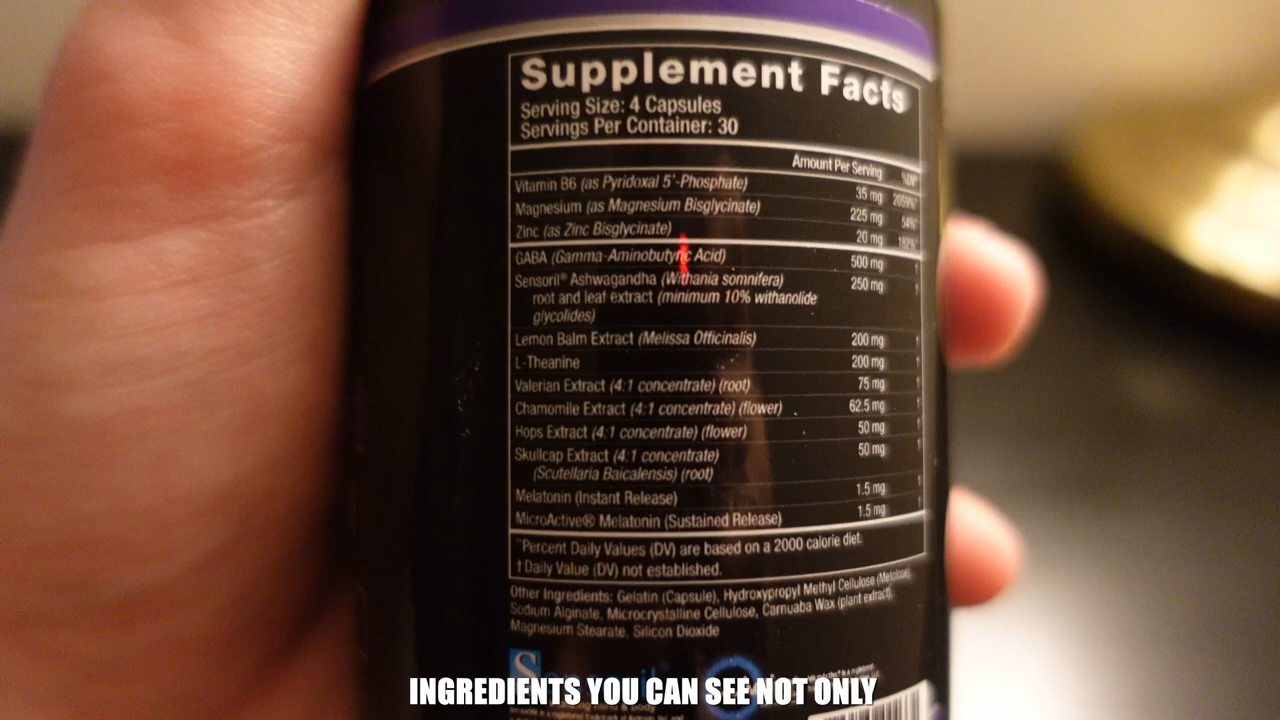 Supplement Facts
Serving Size: 4 Capsules
Servings Per Container: 30
Amount Per Serving %DV*
Vitamin B6 (as Pyridoxal 5'-Phosphate) 35 mg 2059%*
Magnesium (as Magnesium Bisglycinate) 225 mg 54%*
Zinc (as Zinc Bisglycinate) 20 mg 182%*
GABA (Gamma-Aminobutyric Acid) 500 mg †
Sensoril® Ashwagandha (Withania somnifera) 250 mg †
root and leaf extract (minimum 10% withanolide
glycolides)
Lemon Balm Extract (Melissa Officinalis) 200 mg †
L-Theanine 200 mg †
Valerian Extract (4:1 concentrate) (root) 75 mg †
Chamomile Extract (4:1 concentrate) (flower) 62.5 mg †
Hops Extract (4:1 concentrate) (flower) 50 mg †
Skullcap Extract (4:1 concentrate) 50 mg †
(Scutellaria Baicalensis) (root)
Melatonin (Instant Release) 1.5 mg †
MicroActive® Melatonin (Sustained Release) 1.5 mg †
*Percent Daily Values (DV) are based on a 2000 calorie diet.
† Daily Value (DV) not established.
Other Ingredients: Gelatin (Capsule), Hydroxypropyl Methyl Cellulose (Metolose),
Sodium Alginate, Microcrystalline Cellulose, Carnuaba Wax (plant extract),
Magnesium Stearate, Silicon Dioxide
INGREDIENTS YOU CAN SEE NOT ONLY